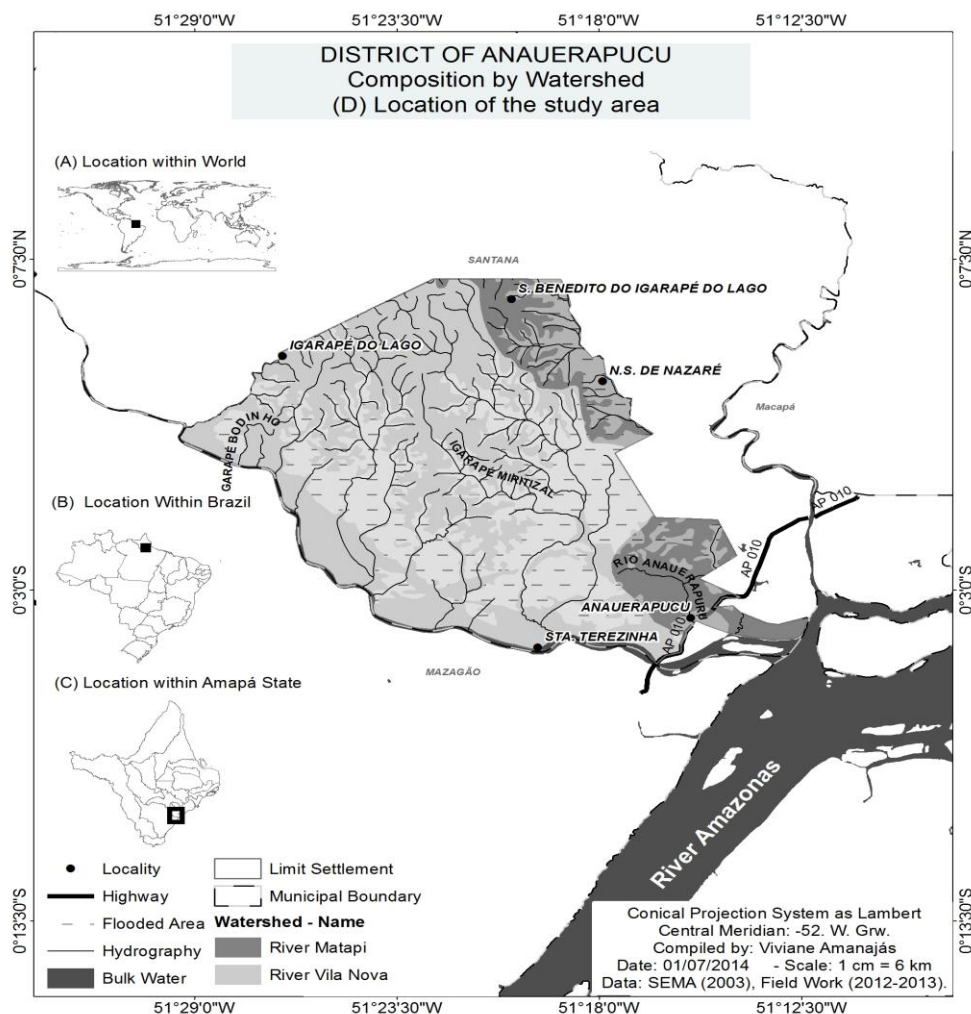 51°29'0"W 51°23'30"W 51°18'0"W 51°12'30"W
DISTRICT OF ANAUERAPUCU
Composition by Watershed
(D) Location of the study area
(A) Location within World
0°7'30"N
0°7'30"N
SANTANA
S. BENEDITO DO IGARAPÉ DO LAGO
IGARAPÉ DO LAGO
N.S. DE NAZARÉ
Macapá
GARAPÉ BODINHO
IGARAPÉ MIRITIZAL
(B) Location Within Brazil
AP 010
AP 010
RIO ANAUERAPURB
0°3'0"S
0°3'0"S
ANAUERAPUCU
AP 010
STA. TEREZINHA
MAZAGÃO
(C) Location within Amapá State
River Amazonas
Locality
Highway
Flooded Area
Hydrography
Bulk Water
Limit Settlement
Municipal Boundary
Watershed - Name
River Matapi
River Vila Nova
0°13'30"S
0°13'30"S
Conical Projection System as Lambert
Central Meridian: -52. W. Grw.
Compiled by: Viviane Amanajás
Date: 01/07/2014 - Scale: 1 cm = 6 km
Data: SEMA (2003), Field Work (2012-2013).
51°29'0"W 51°23'30"W 51°18'0"W 51°12'30"W